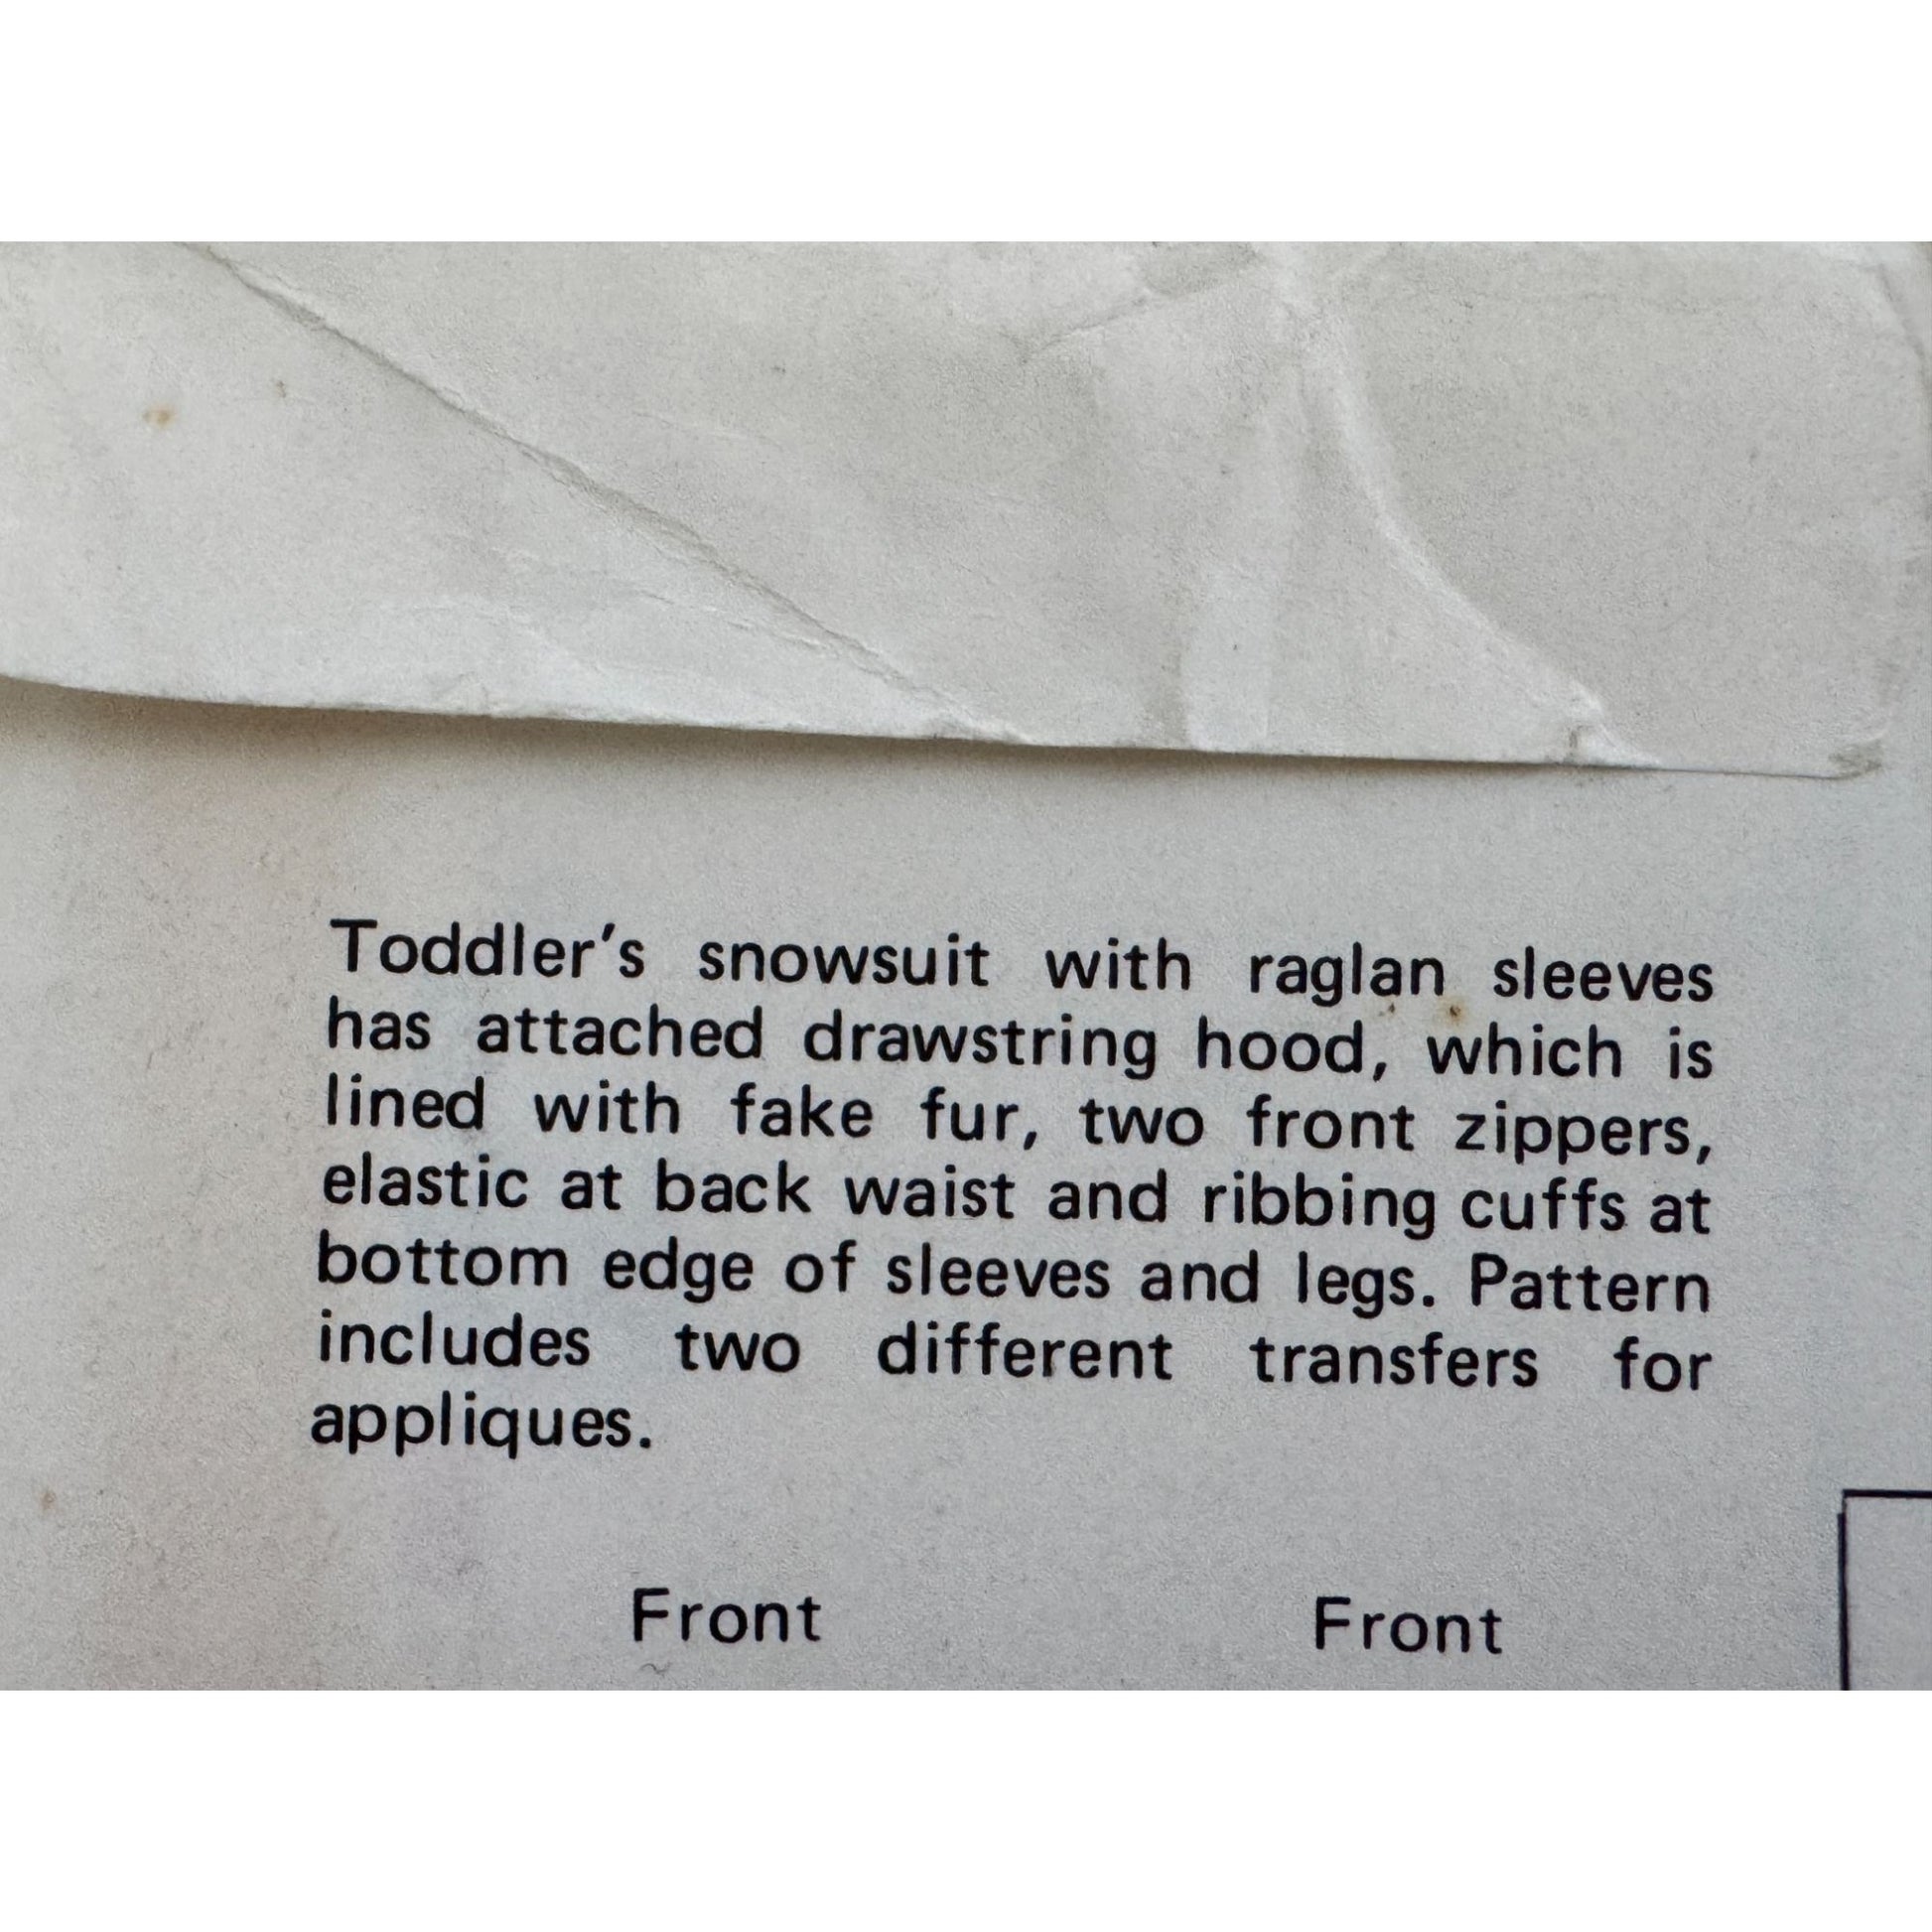 Toddler's snowsuit with raglan sleeves
has attached drawstring hood, which is
lined with fake fur, two front zippers,
elastic at back waist and ribbing cuffs at
bottom edge of sleeves and legs. Pattern
includes two different transfers for
appliques.
Front Front